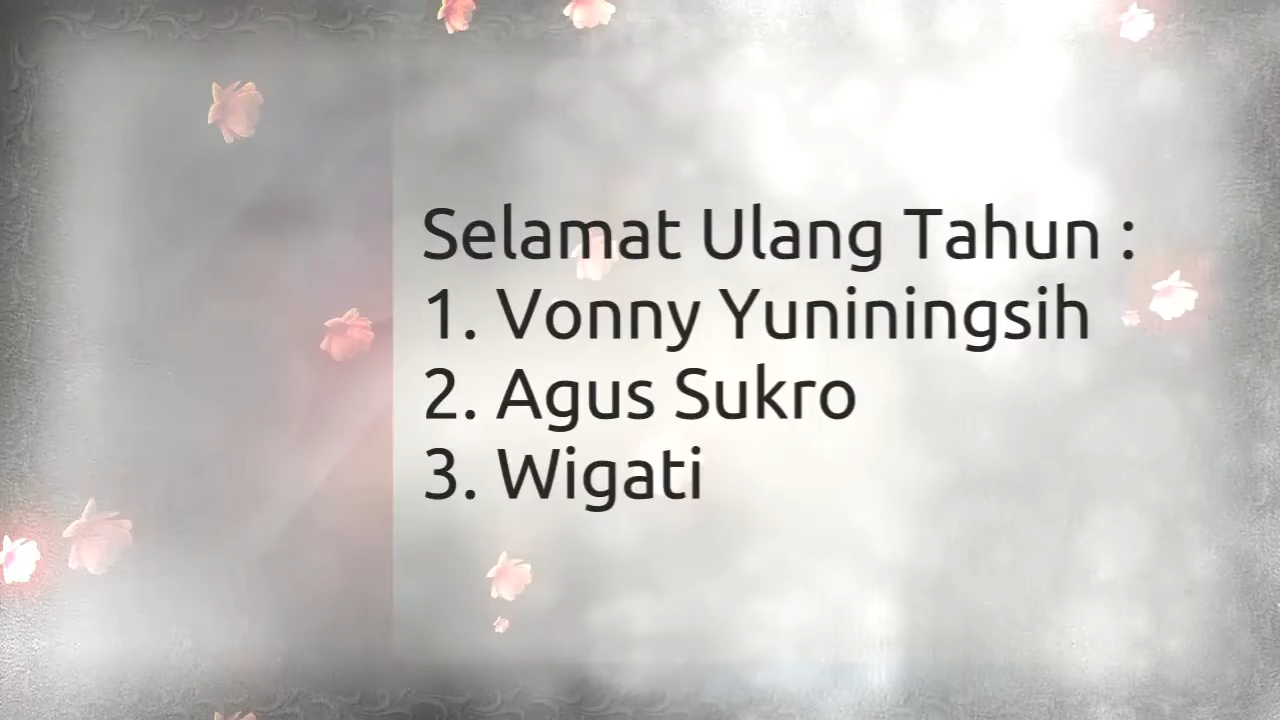 Selamat Ulang Tahun :
1. Vonny Yuniningsih
2. Agus Sukro
3. Wigati